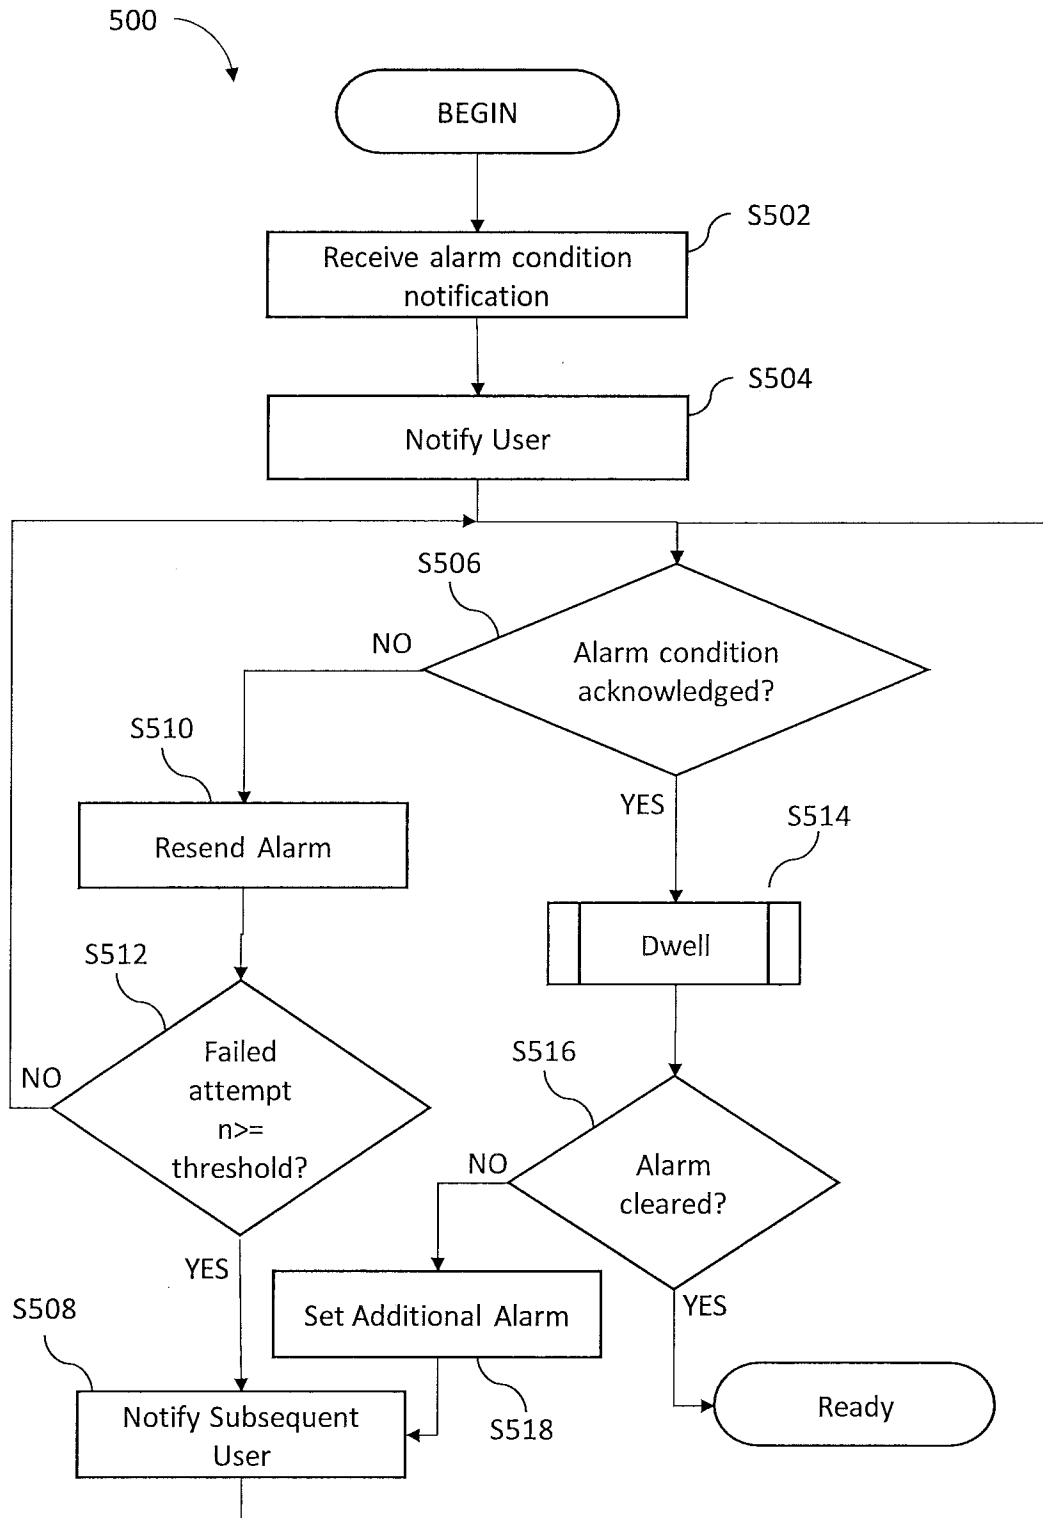 500
BEGIN
S502
Receive alarm condition
notification
S504
Notify User
S506
NO
Alarm condition
acknowledged?
S510
YES
S514
Resend Alarm
Dwell
S512
S516
Failed
attempt
n>=
threshold?
NO
NO
Alarm
cleared?
YES
S508
Set Additional Alarm
YES
Notify Subsequent
User
S518
Ready